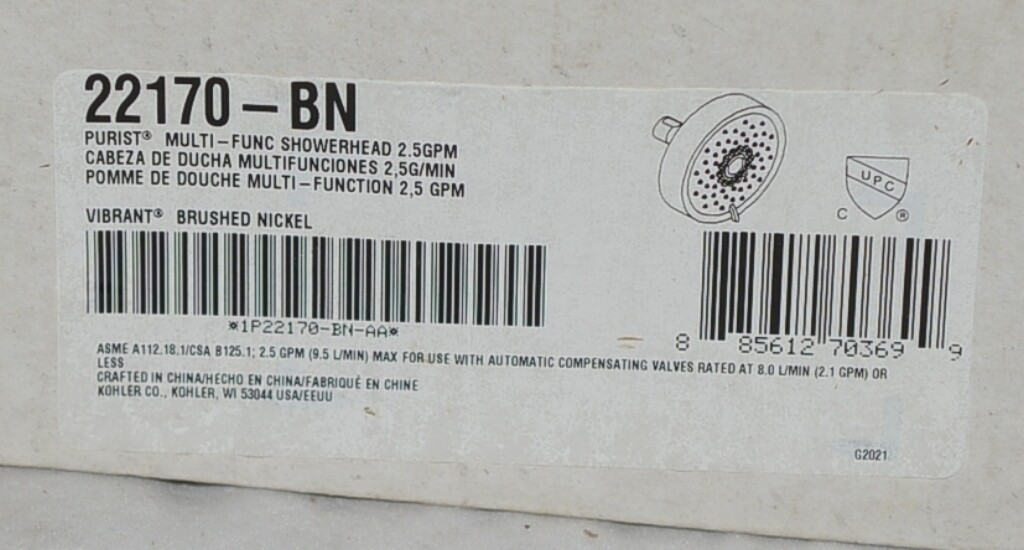 22170-BN
PURIST® MULTI-FUNC SHOWERHEAD 2.5GPM
CABEZA DE DUCHA MULTIFUNCIONES 2,5G/MIN
POMME DE DOUCHE MULTI-FUNCTION 2,5 GPM
VIBRANT® BRUSHED NICKEL
*1P22170-BN-AA*
UPC
C ®
8 85612 70369 9
ASME A112.18.1/CSA B125.1; 2.5 GPM (9.5 L/MIN) MAX FOR USE WITH AUTOMATIC COMPENSATING VALVES RATED AT 8.0 L/MIN (2.1 GPM) OR
LESS
CRAFTED IN CHINA/HECHO EN CHINA/FABRIQUÉ EN CHINE
KOHLER CO., KOHLER, WI 53044 USA/EEUU
G2021